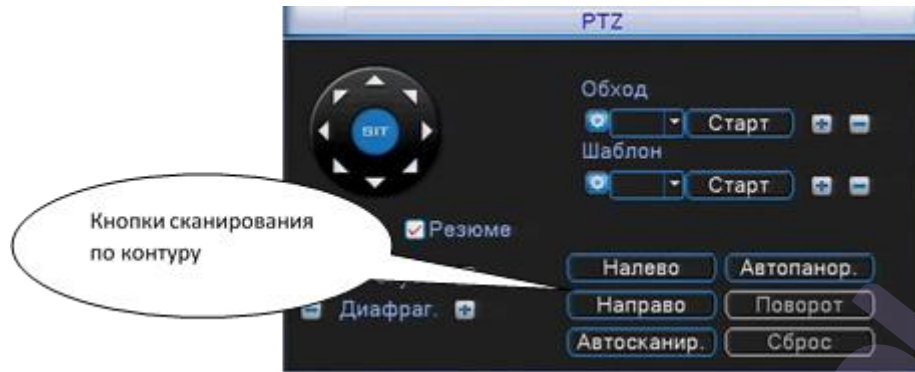 PTZ
SIT
Обход
Старт
Шаблон
Старт
Кнопки сканирования
по контуру
Резюме
Диафраг.
Налево
Автопанор.
Направо
Поворот
Автосканир.
Сброс